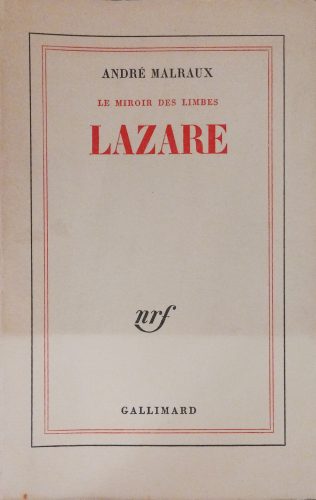 ANDRÉ MALRAUX
LE MIROIR DES LIMBES
LAZARE
nrf
GALLIMARD